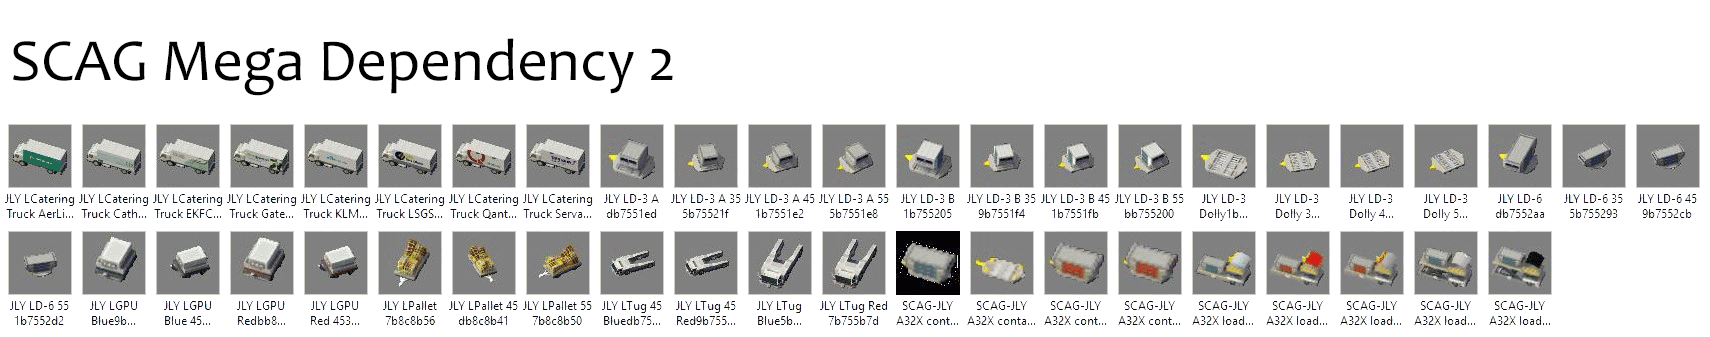 SCAG Mega Dependency 2
JLY LCatering JLY LCatering JLY LCatering JLY LCatering JLY LCatering JLY LCatering JLY LCatering JLY LCatering JLY LD-3 A JLY LD-3 A 35 JLY LD-3 A 45 JLY LD-3 A 55 JLY LD-3 B JLY LD-3 B 35 JLY LD-3 B 45 JLY LD-3 B 55 JLY LD-3 JLY LD-3 JLY LD-3 JLY LD-3 JLY LD-6 JLY LD-6 35 JLY LD-6 45
Truck AerLi... Truck Cath... Truck EKFC... Truck Gate... Truck KLM... Truck LSGS... Truck Qant... Truck Serva... db7551ed 5b75521f 1b7551e2 5b7551e8 1b755205 9b7551f4 1b7551fb bb755200 Dolly1b... Dolly 3... Dolly 4... Dolly 5... db7552aa 5b755293 9b7552cb
JLY LD-6 55 JLY LGPU JLY LGPU JLY LGPU JLY LGPU JLY LPallet JLY LPallet 45 JLY LPallet 55 JLY LTug 45 JLY LTug 45 JLY LTug JLY LTug Red SCAG-JLY SCAG-JLY SCAG-JLY SCAG-JLY SCAG-JLY SCAG-JLY SCAG-JLY SCAG-JLY SCAG-JLY
1b7552d2 Blue9b... Blue 45... Redbb8... Red 453... 7b8c8b56 db8c8b41 7b8c8b50 Bluedb75... Red9b755... Blue5b... 7b755b7d A32X cont... A32X conta... A32X cont... A32X cont... A32X load... A32X load... A32X load... A32X load... A32X load...